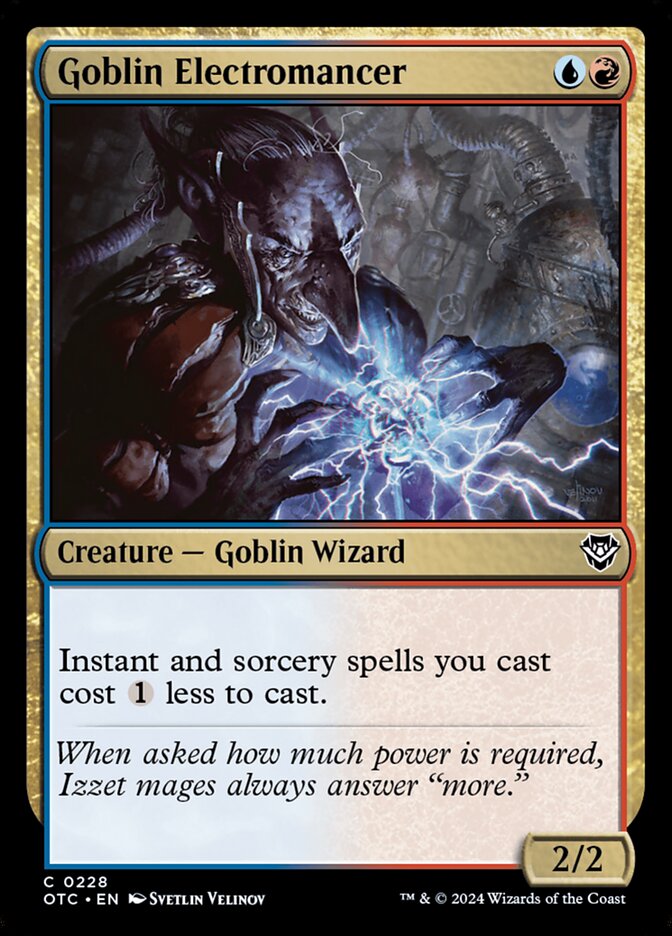 Goblin Electromancer
Creature — Goblin Wizard
Instant and sorcery spells you cast
cost 1 less to cast.
When asked how much power is required,
Izzet mages always answer “more.”
2/2
C 0228
OTC • EN Svetlin Velinov
™ & © 2024 Wizards of the Coast